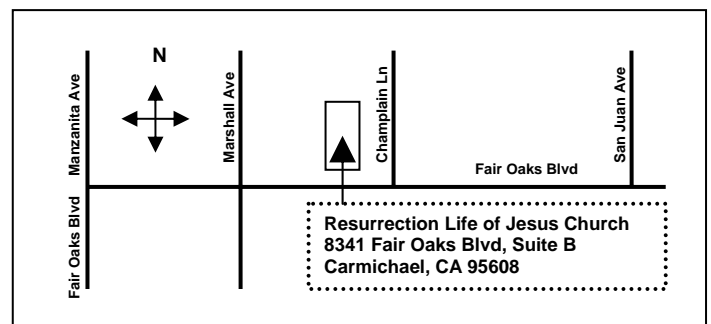 N
Manzanita Ave
Marshall Ave
Champlain Ln
San Juan Ave
Fair Oaks Blvd
Fair Oaks Blvd
Resurrection Life of Jesus Church
8341 Fair Oaks Blvd, Suite B
Carmichael, CA 95608